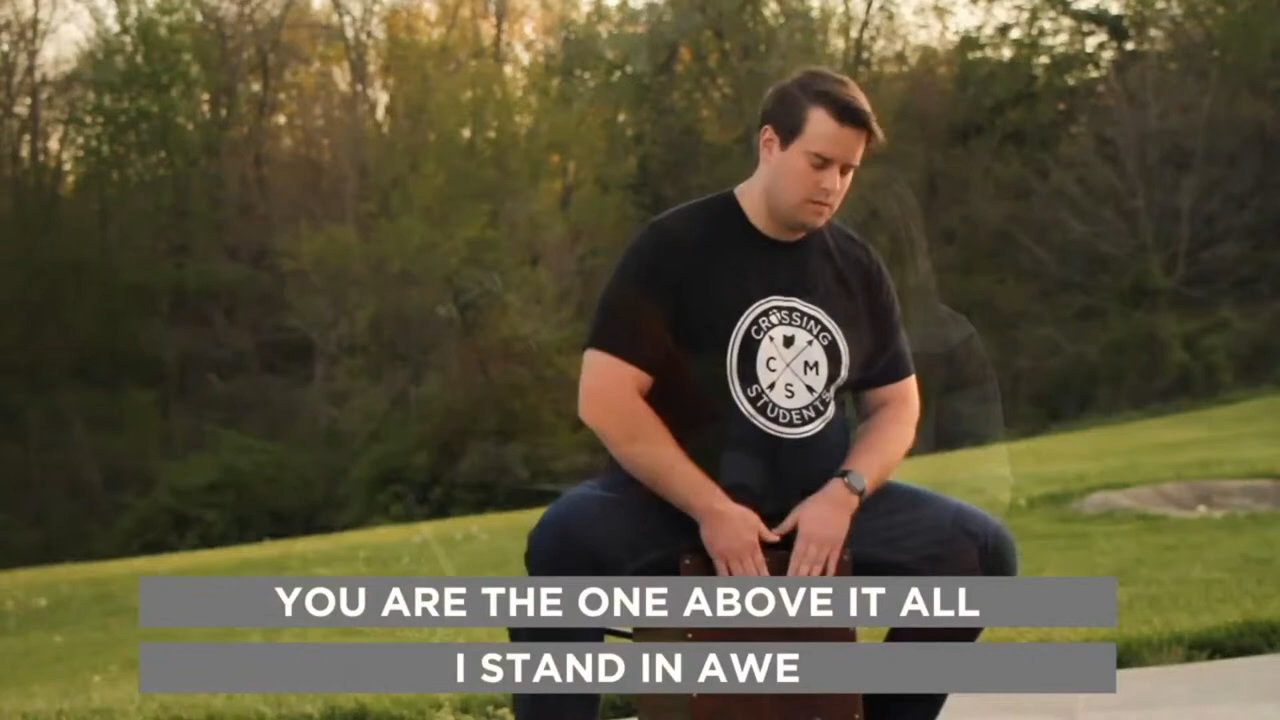 CROSSING
C M
S
STUDENTS
YOU ARE THE ONE ABOVE IT ALL
I STAND IN AWE